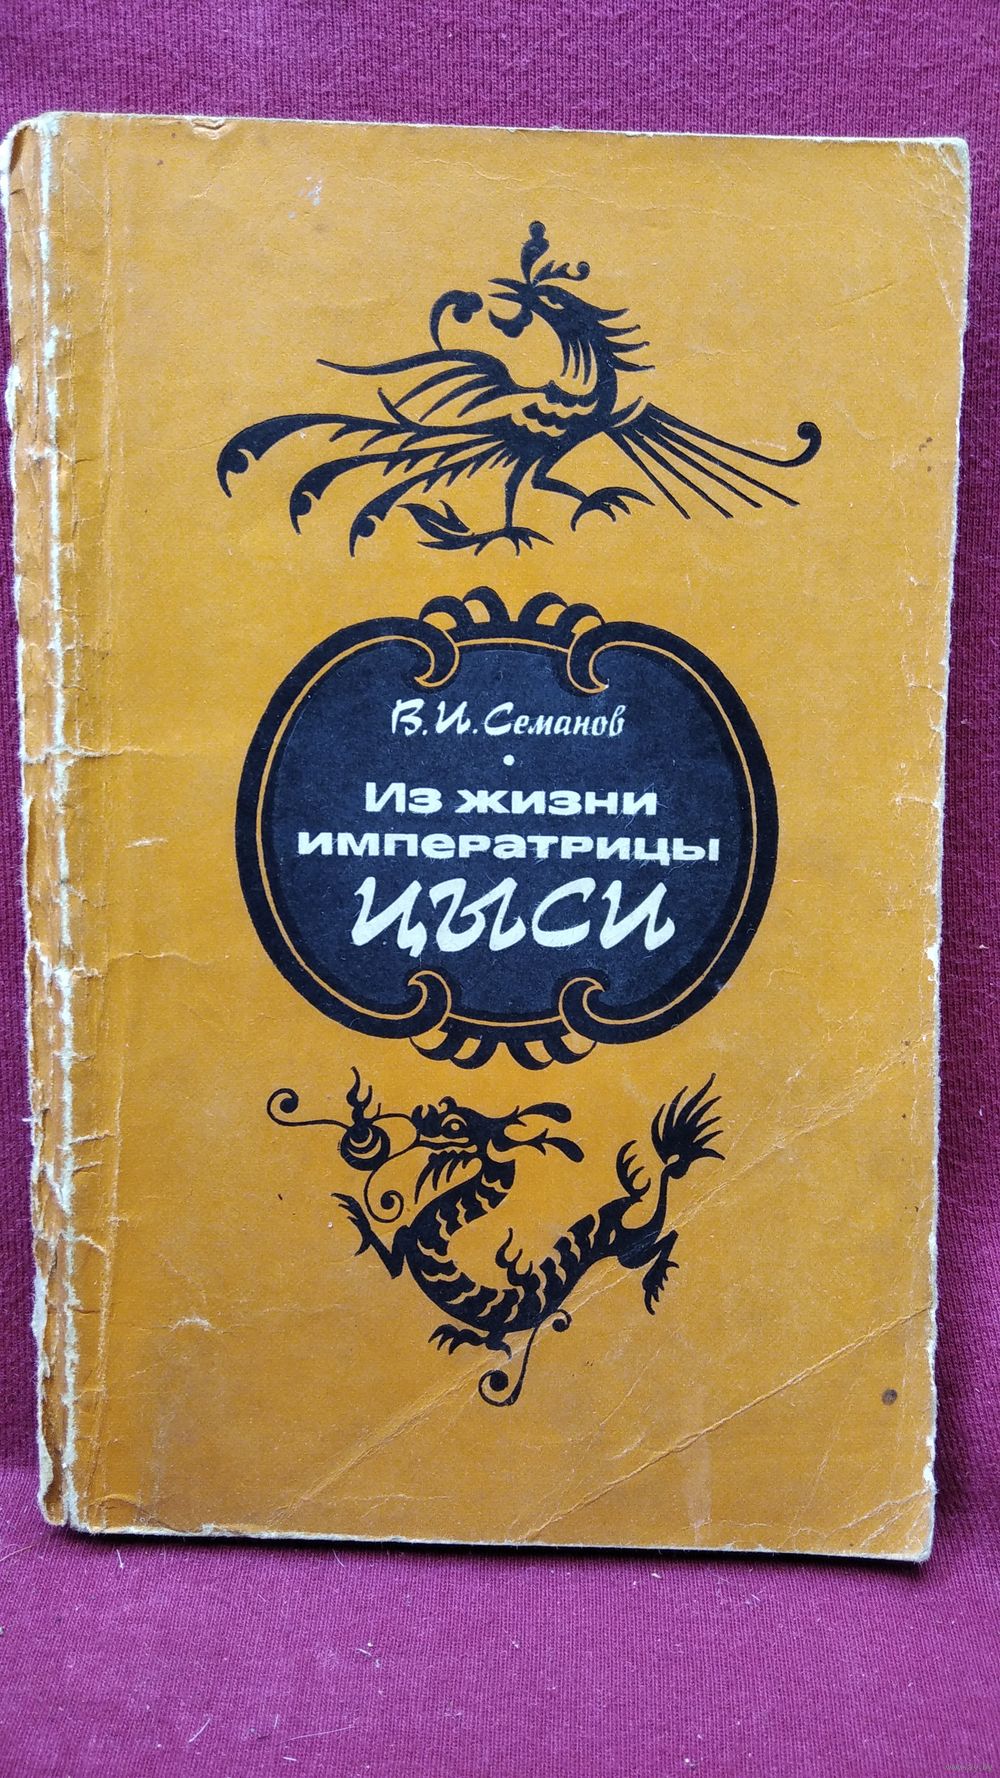 В.И.Семанов
Из жизни
императрицы
Цыси